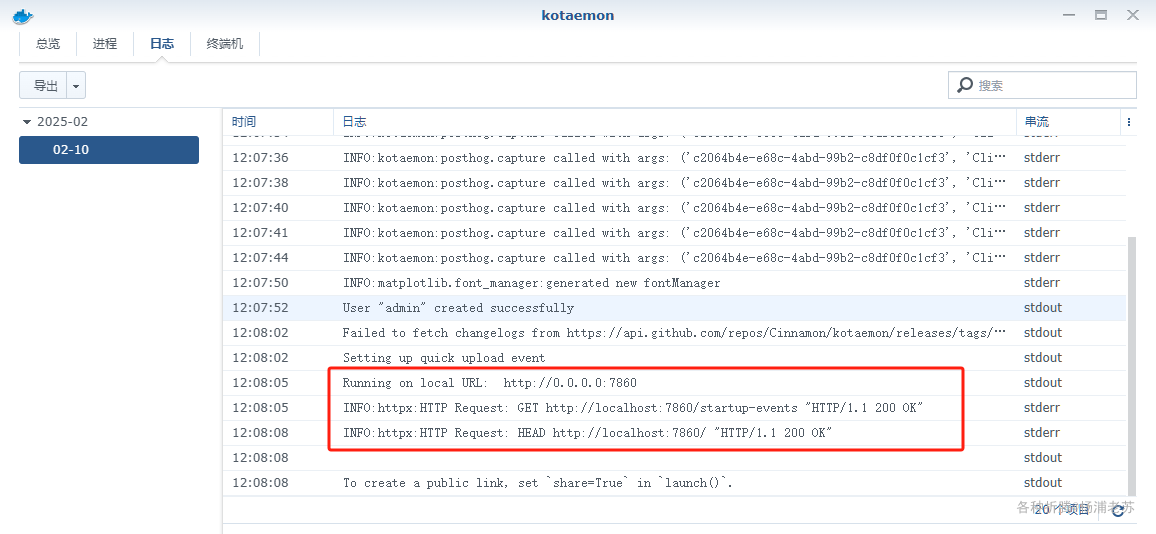 kotaemon
总览 进程 日志 终端机
导出 搜索
2025-02
02-10
时间 日志 串流
12:07:36 INFO:kotaemon:posthog.capture called with args: ('c2064b4e-e68c-4abd-99b2-c8df0f0c1cf3', 'Cli··· stderr
12:07:38 INFO:kotaemon:posthog.capture called with args: ('c2064b4e-e68c-4abd-99b2-c8df0f0c1cf3', 'Cli··· stderr
12:07:40 INFO:kotaemon:posthog.capture called with args: ('c2064b4e-e68c-4abd-99b2-c8df0f0c1cf3', 'Cli··· stderr
12:07:41 INFO:kotaemon:posthog.capture called with args: ('c2064b4e-e68c-4abd-99b2-c8df0f0c1cf3', 'Cli··· stderr
12:07:44 INFO:kotaemon:posthog.capture called with args: ('c2064b4e-e68c-4abd-99b2-c8df0f0c1cf3', 'Cli··· stderr
12:07:50 INFO:matplotlib.font_manager:generated new fontManager stderr
12:07:52 User "admin" created successfully stdout
12:08:02 Failed to fetch changelogs from https://api.github.com/repos/Cinnamon/kotaemon/releases/tags/··· stdout
12:08:02 Setting up quick upload event stdout
12:08:05 Running on local URL:  http://0.0.0.0:7860 stdout
12:08:05 INFO:httpx:HTTP Request: GET http://localhost:7860/startup-events "HTTP/1.1 200 OK" stderr
12:08:08 INFO:httpx:HTTP Request: HEAD http://localhost:7860/ "HTTP/1.1 200 OK" stderr
12:08:08 stdout
12:08:08 To create a public link, set `share=True` in `launch()`. stdout
20 个项目